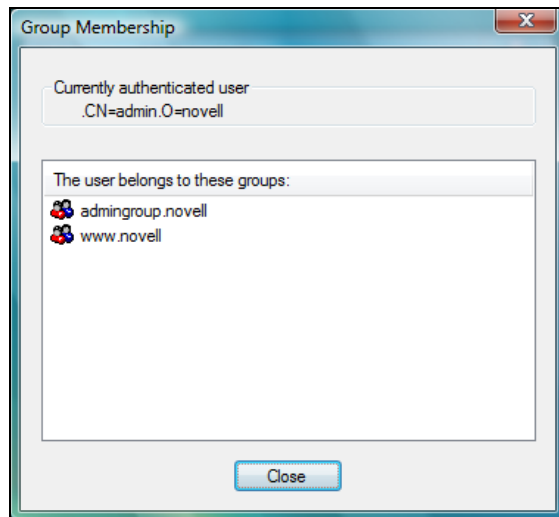 Group Membership
Currently authenticated user
.CN=admin.O=novell
The user belongs to these groups:
admingroup.novell
www.novell
Close